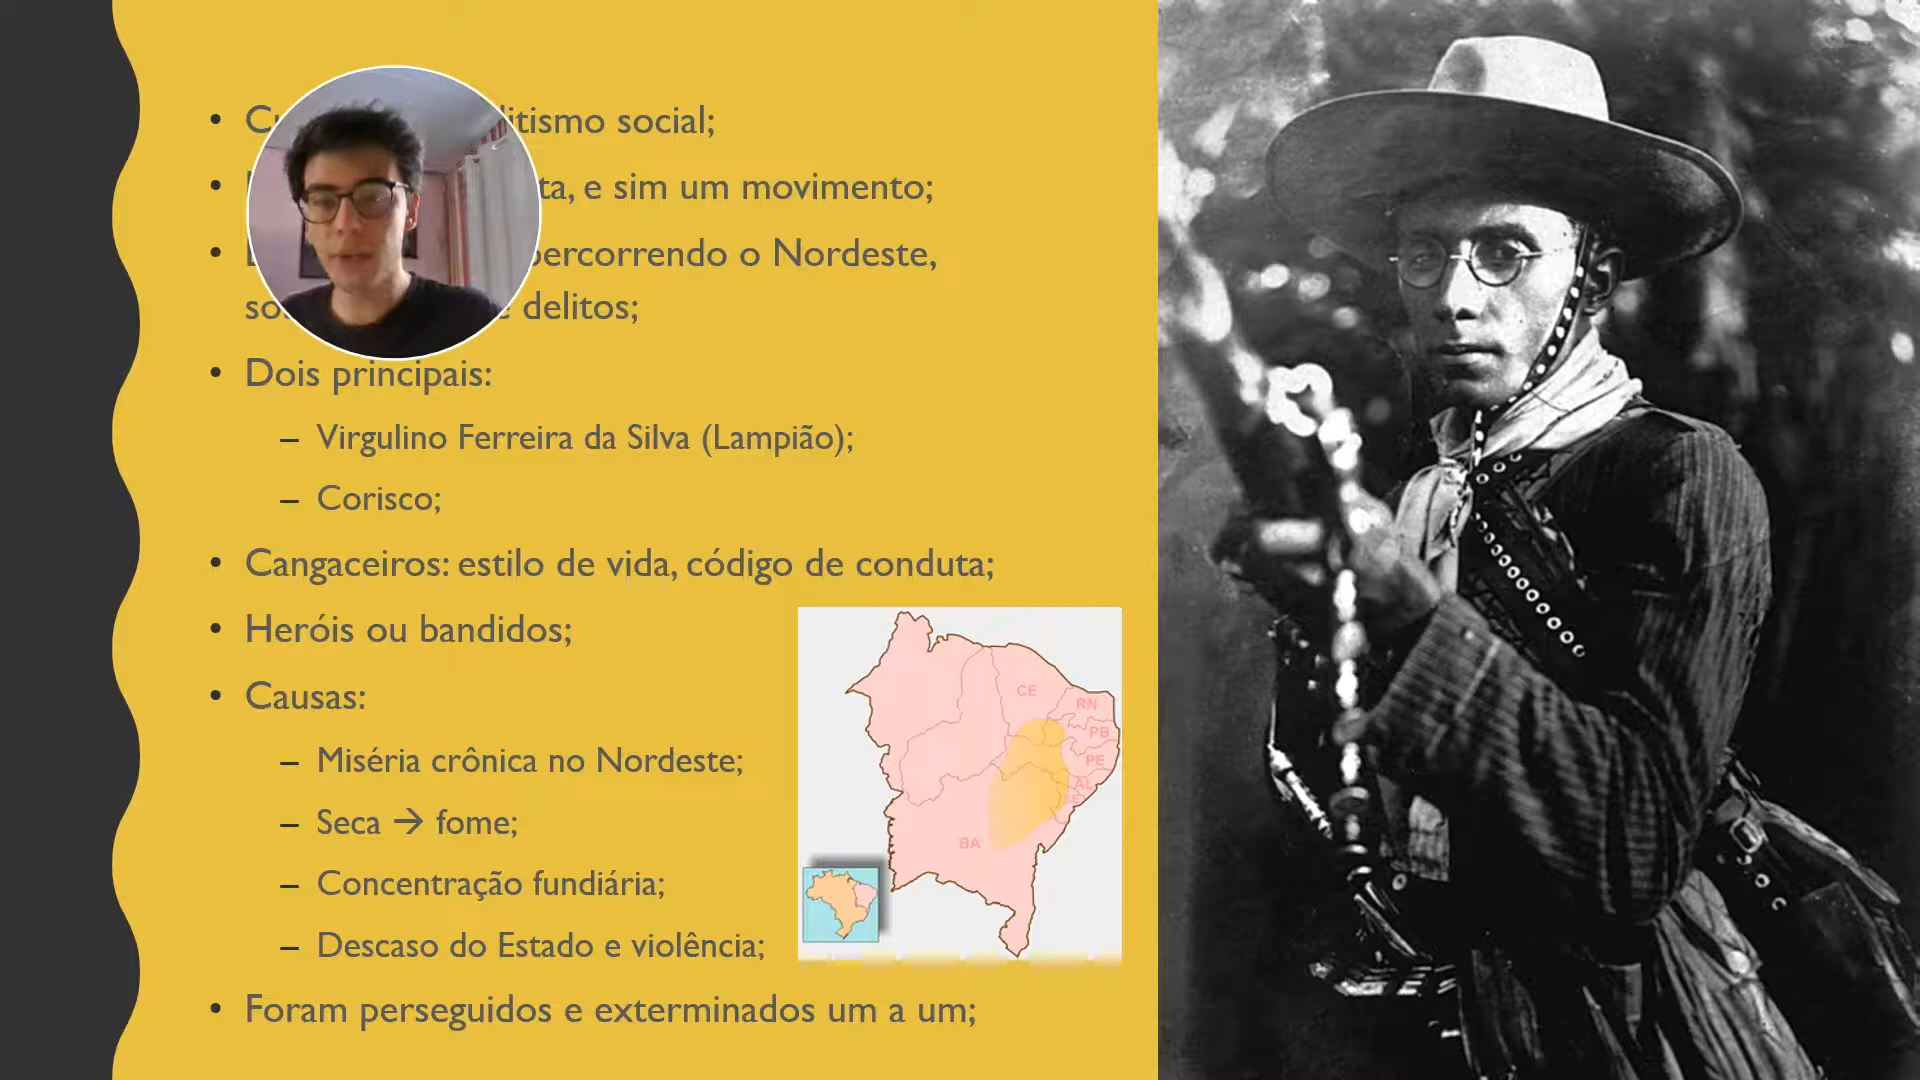 social;
e sim um movimento;
percorrendo o Nordeste,
delitos;
Dois principais:
– Virgulino Ferreira da Silva (Lampião);
– Corisco;
• Cangaceiros: estilo de vida, código de conduta;
• Heróis ou bandidos;
• Causas:
– Miséria crônica no Nordeste;
– Seca → fome;
– Concentração fundiária;
– Descaso do Estado e violência;
• Foram perseguidos e exterminados um a um;
CE
RN
PB
PE
AL
BA